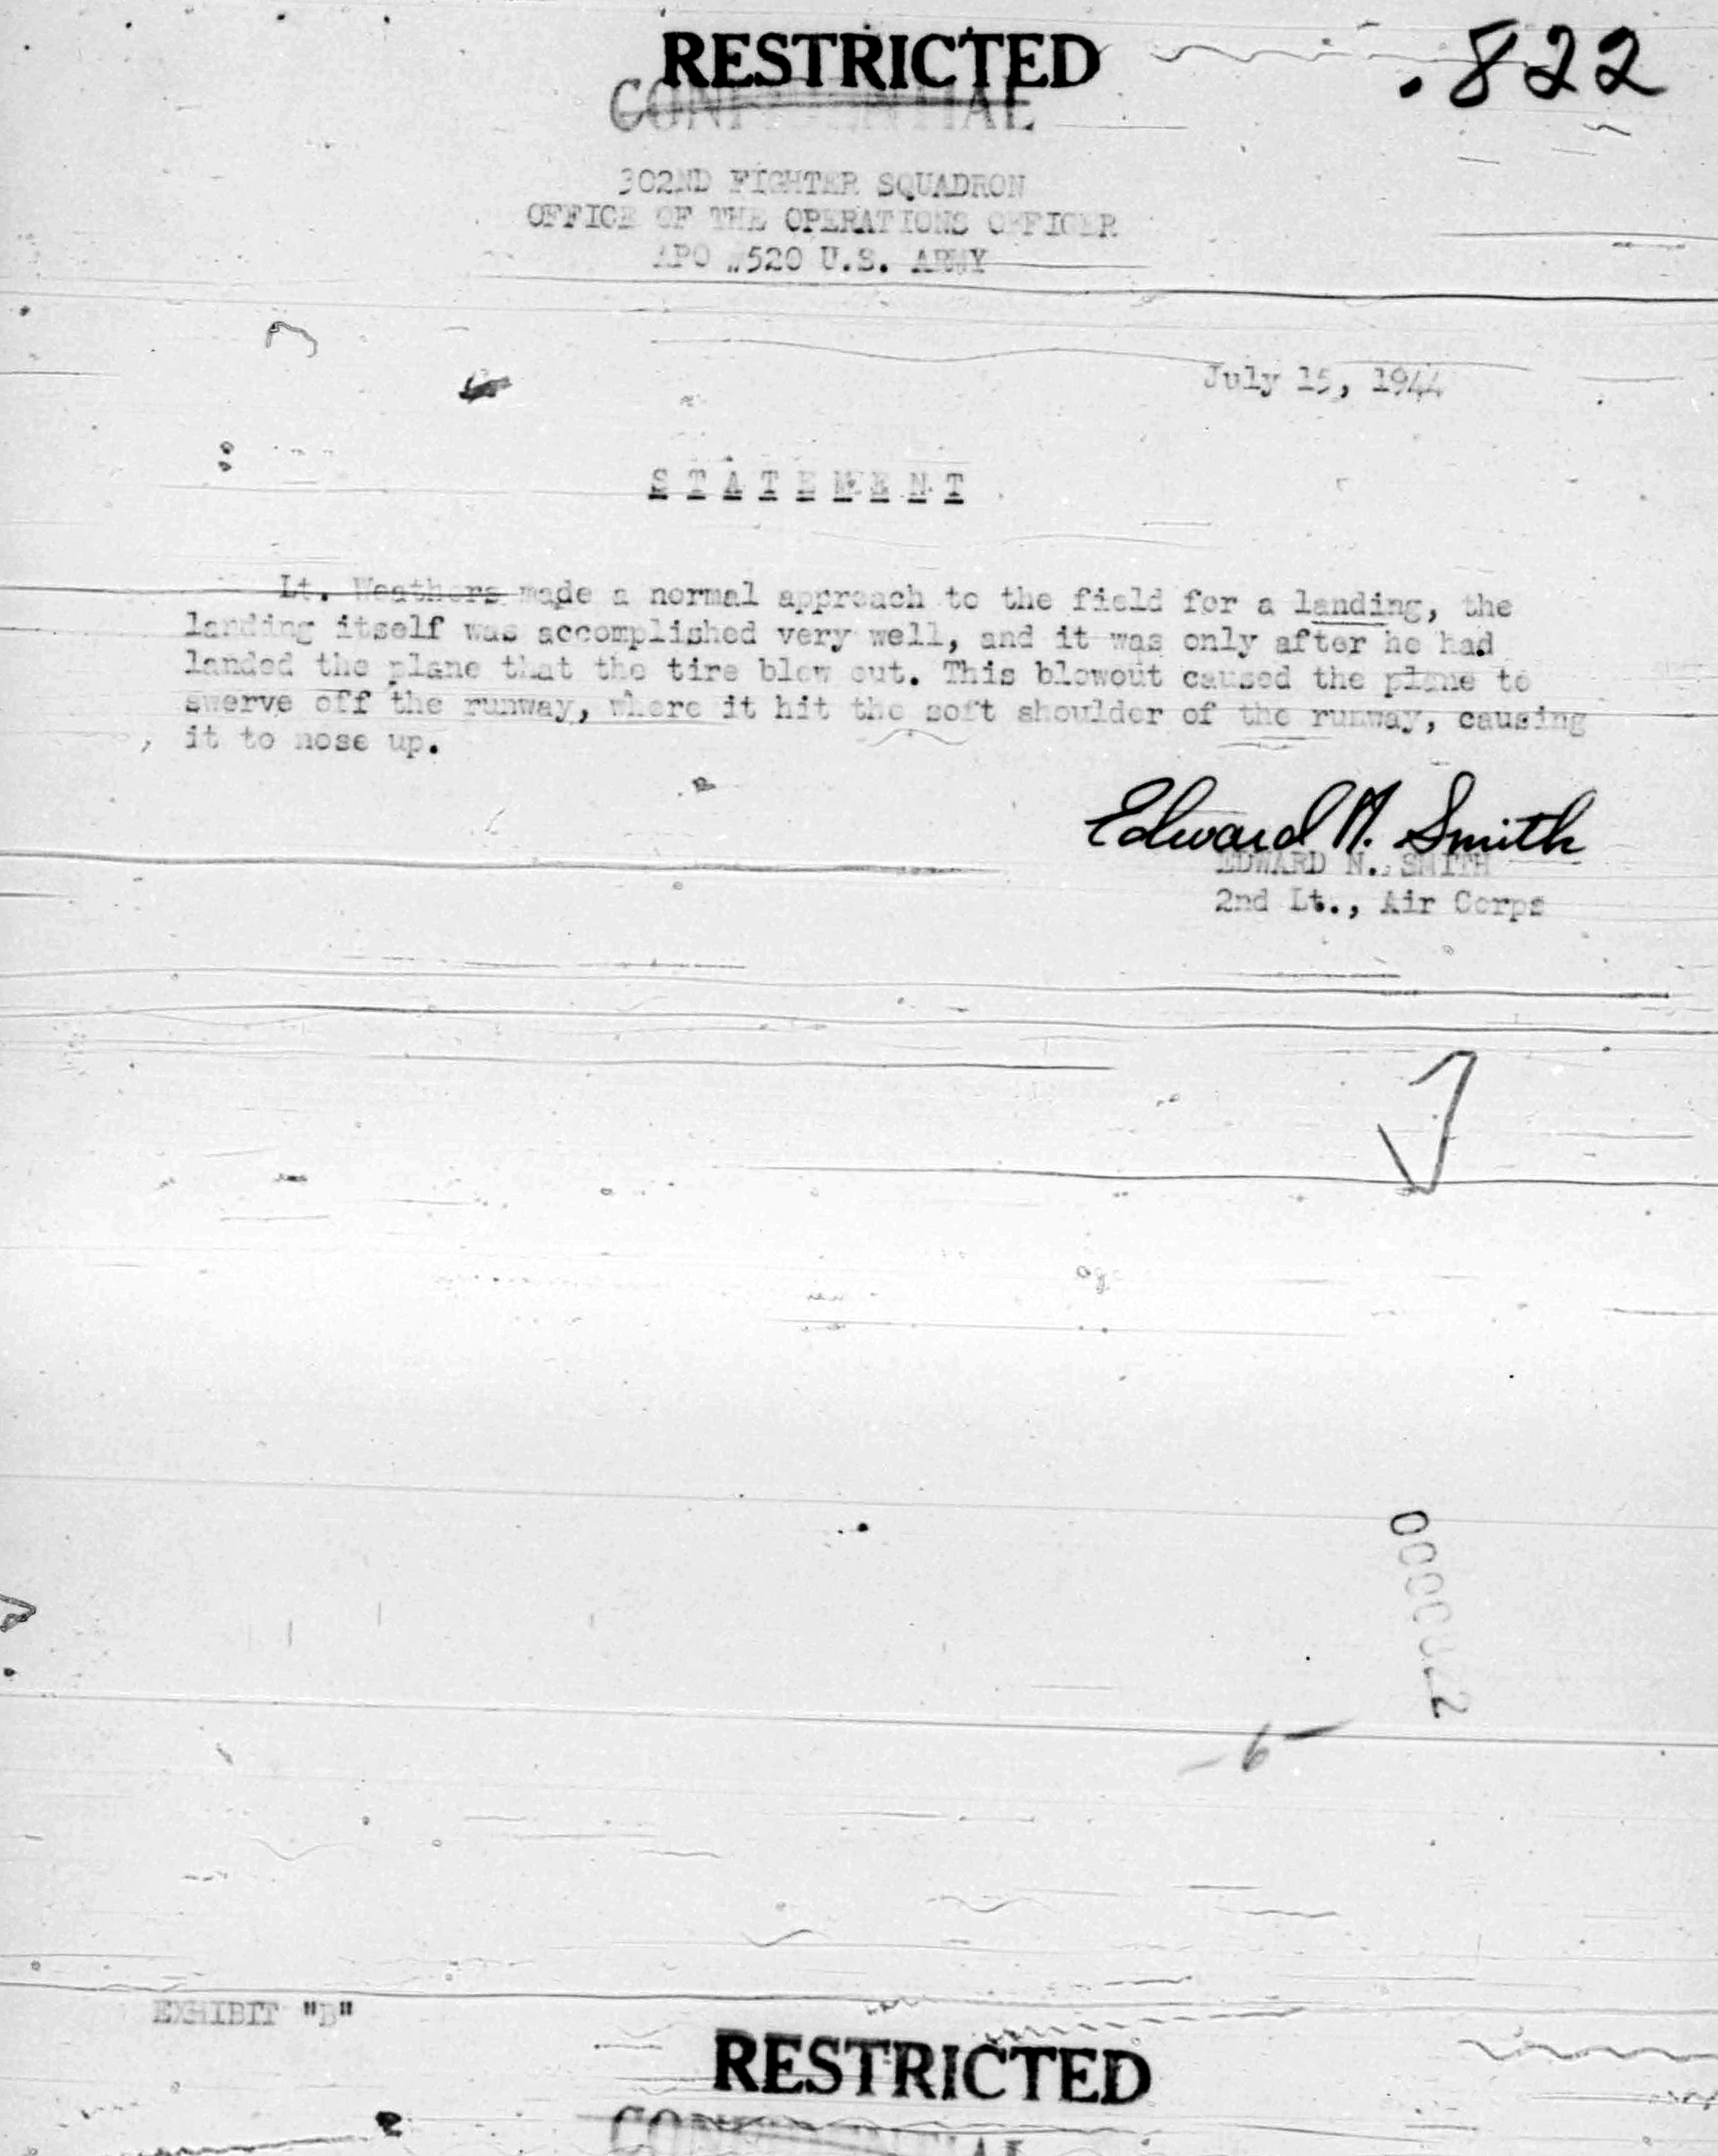 RESTRICTED
.822
CONFIDENTIAL
302ND FIGHTER SQUADRON
OFFICE OF THE OPERATIONS OFFICER
APO #520 U.S. ARMY
July 15, 1944
STATEMENT
Lt. Weathers made a normal approach to the field for a landing, the
landing itself was accomplished very well, and it was only after he had
landed the plane that the tire blew out. This blowout caused the plane to
swerve off the runway, where it hit the soft shoulder of the runway, causing
it to nose up.
Edward N. Smith
EDWARD N. SMITH
2nd Lt., Air Corps
-6-
EXHIBIT "B"
RESTRICTED
CONFIDENTIAL